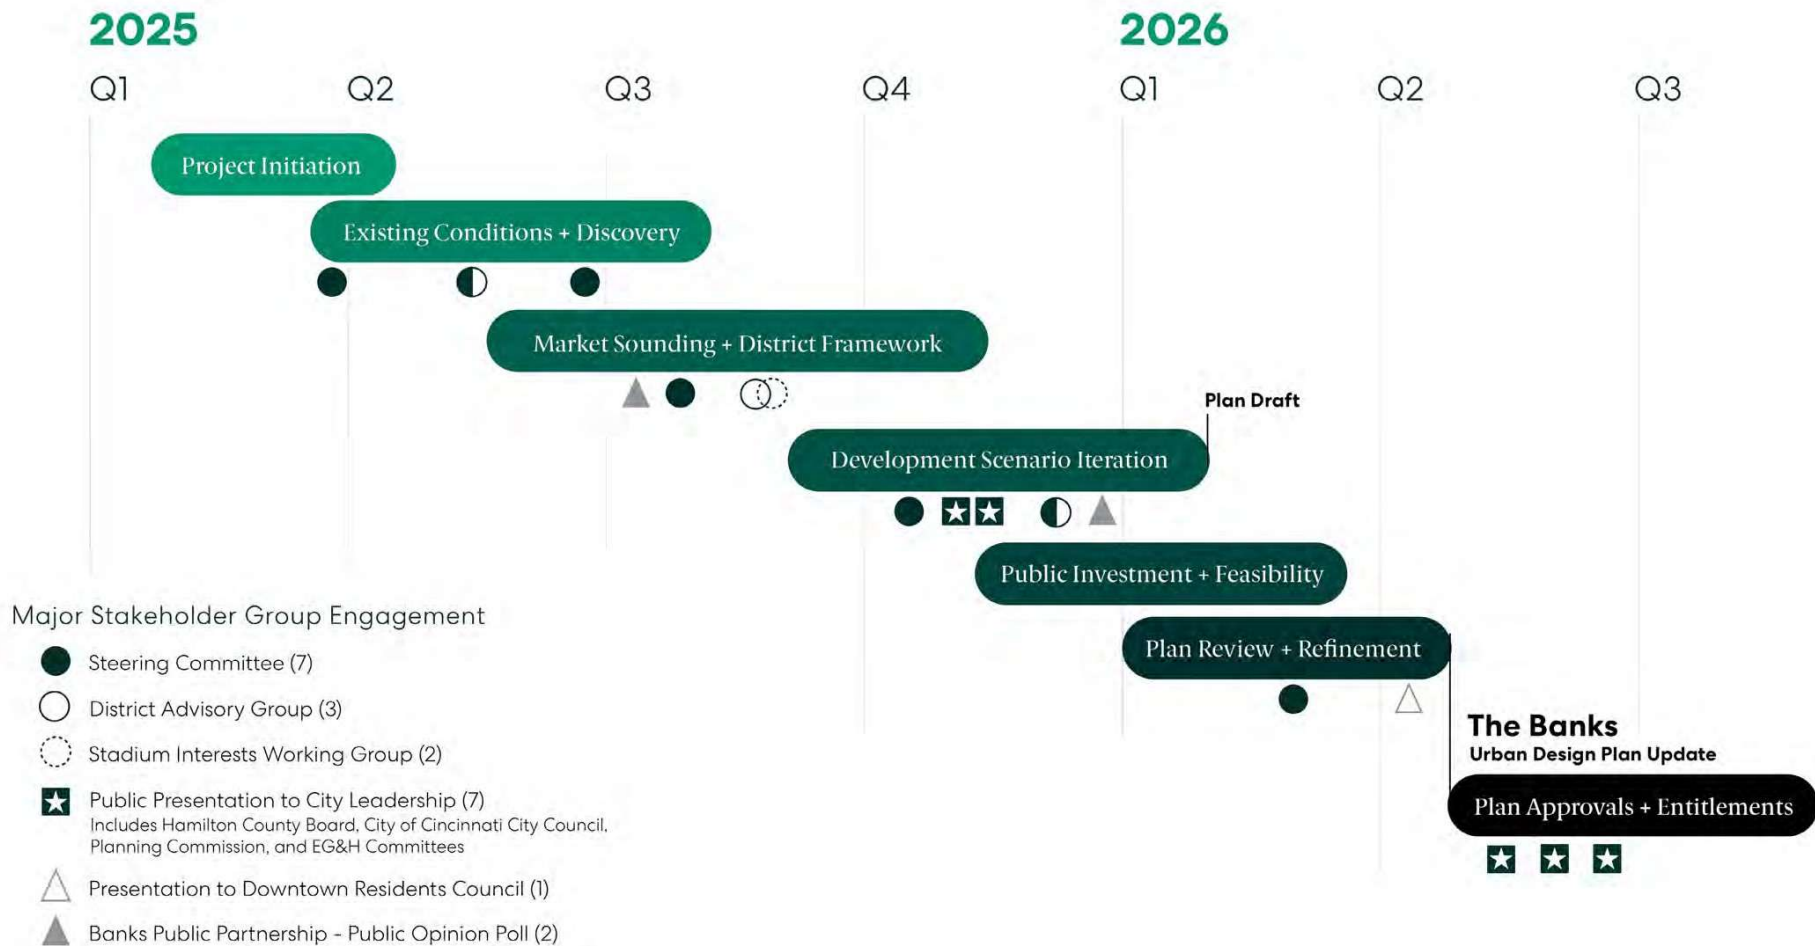 2025
2026
Q1
Q2
Q3
Q4
Q1
Q2
Q3
Project Initiation
Existing Conditions + Discovery
Market Sounding + District Framework
Plan Draft
Development Scenario Iteration
Public Investment + Feasibility
Plan Review + Refinement
The Banks
Urban Design Plan Update
Plan Approvals + Entitlements
Major Stakeholder Group Engagement
Steering Committee (7)
District Advisory Group (3)
Stadium Interests Working Group (2)
Public Presentation to City Leadership (7)
Includes Hamilton County Board, City of Cincinnati City Council,
Planning Commission, and EG&H Committees
Presentation to Downtown Residents Council (1)
Banks Public Partnership - Public Opinion Poll (2)